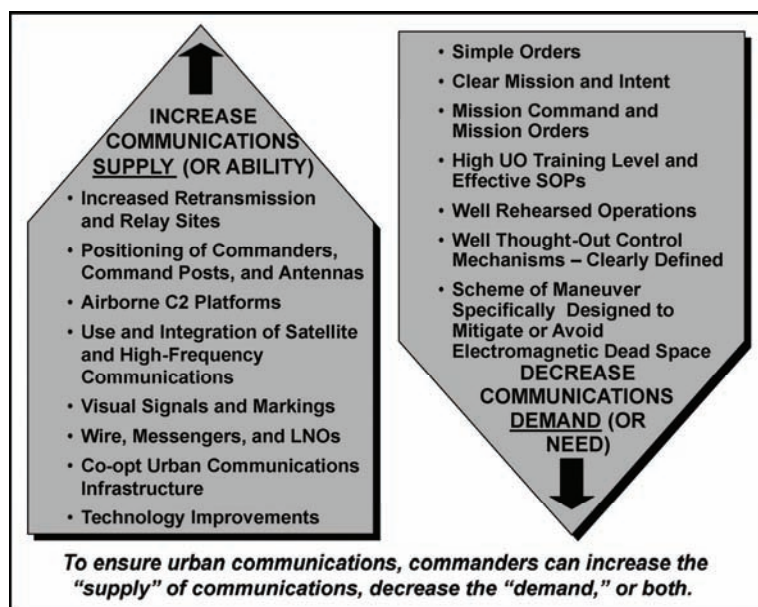 INCREASE
COMMUNICATIONS
SUPPLY (OR ABILITY)
• Increased Retransmission
and Relay Sites
• Positioning of Commanders,
Command Posts, and Antennas
• Airborne C2 Platforms
• Use and Integration of Satellite
and High-Frequency
Communications
• Visual Signals and Markings
• Wire, Messengers, and LNOs
• Co-opt Urban Communications
Infrastructure
• Technology Improvements
• Simple Orders
• Clear Mission and Intent
• Mission Command and
Mission Orders
• High UO Training Level and
Effective SOPs
• Well Rehearsed Operations
• Well Thought-Out Control
Mechanisms – Clearly Defined
• Scheme of Maneuver
Specifically Designed to
Mitigate or Avoid
Electromagnetic Dead Space
DECREASE
COMMUNICATIONS
DEMAND (OR
NEED)
To ensure urban communications, commanders can increase the
“supply” of communications, decrease the “demand,” or both.